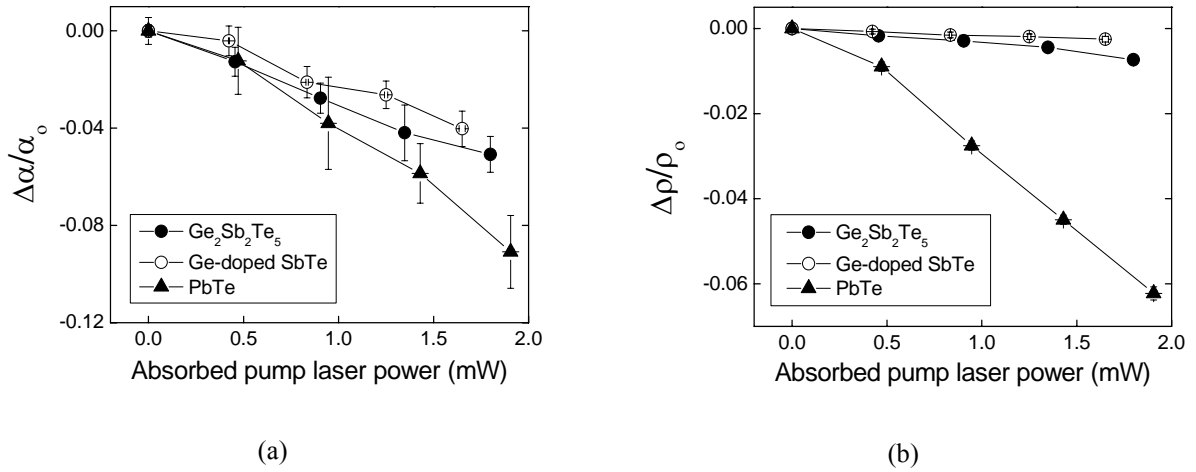 (a)
0.00
-0.04
-0.08
-0.12
Δα/α₀
Ge₂Sb₂Te₅
Ge-doped SbTe
PbTe
0.0 0.5 1.0 1.5 2.0
Absorbed pump laser power (mW)
(a)
(b)
0.00
-0.02
-0.04
-0.06
Δρ/ρ₀
Ge₂Sb₂Te₅
Ge-doped SbTe
PbTe
0.0 0.5 1.0 1.5 2.0
Absorbed pump laser power (mW)
(b)